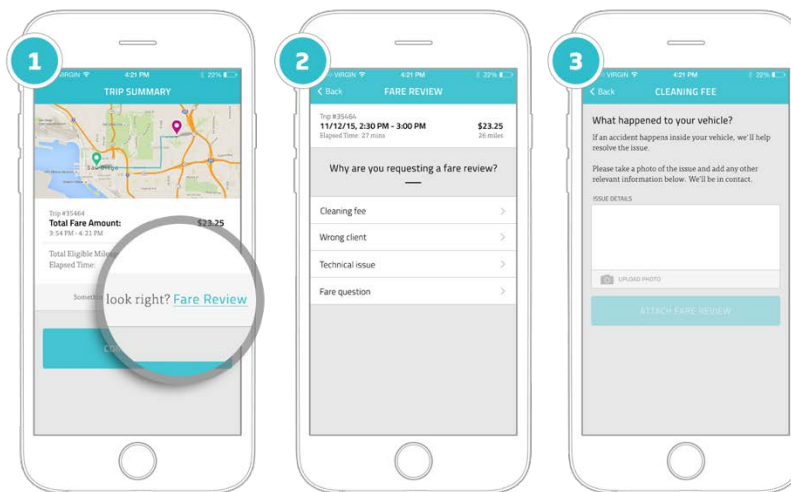 1
VIRGIN 4:21 PM 22%
TRIP SUMMARY
San Diego
Trip #35464
Total Fare Amount: $23.25
3:54 PM - 4:21 PM
Total Eligible
Elapsed Time:
look right? Fare Review
2
VIRGIN 4:21 PM 22%
Back FARE REVIEW
Trip #35464
11/12/15, 2:30 PM - 3:00 PM $23.25
Elapsed Time: 27 mins 26 miles
Why are you requesting a fare review?
Cleaning fee
Wrong client
Technical issue
Fare question
3
VIRGIN 4:21 PM 22%
Back CLEANING FEE
What happened to your vehicle?
If an accident happens inside your vehicle, we'll help
resolve the issue.
Please take a photo of the issue and add any other
relevant information below. We'll be in contact.
ISSUE DETAILS
UPLOAD PHOTO
ATTACH FARE REVIEW